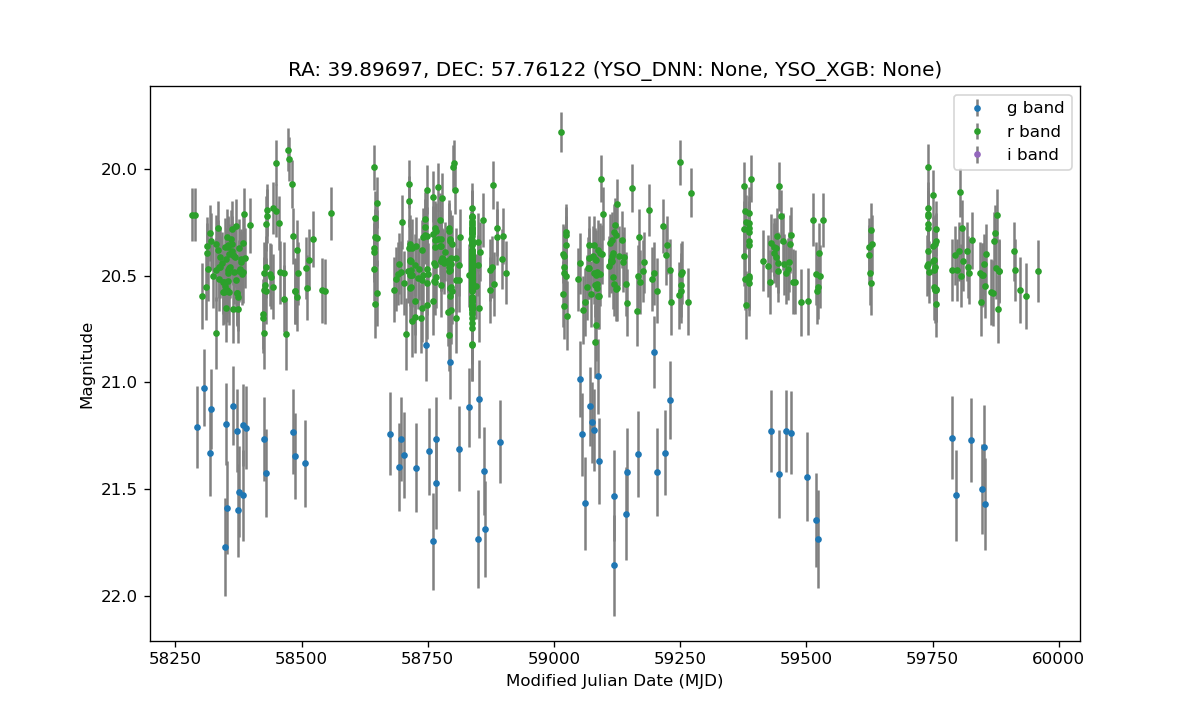 RA: 39.89697, DEC: 57.76122 (YSO_DNN: None, YSO_XGB: None)
g band
r band
i band
20.0
20.5
21.0
21.5
22.0
Magnitude
58250 58500 58750 59000 59250 59500 59750 60000
Modified Julian Date (MJD)